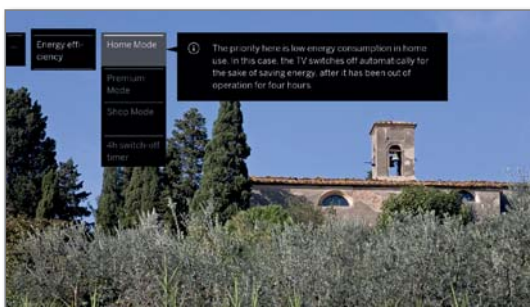 ...
Energy effi-
ciency
Home Mode
Premium
Mode
Shop Mode
4h switch-off
timer
The priority here is low energy consumption in home
use. In this case, the TV switches off automatically for
the sake of saving energy, after it has been out of
operation for four hours.